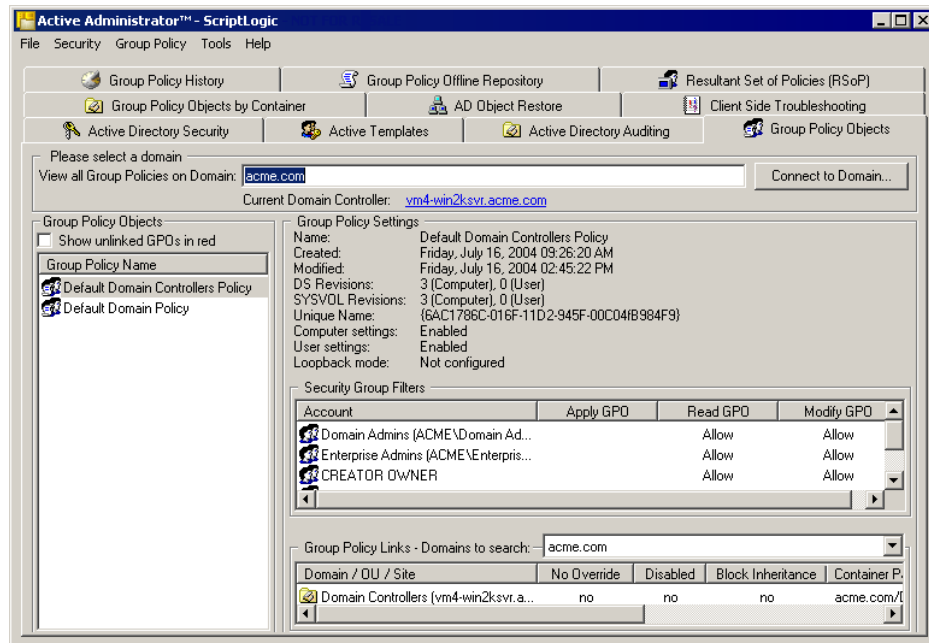 Active Administrator™ - ScriptLogic
File Security Group Policy Tools Help
Group Policy History Group Policy Offline Repository Resultant Set of Policies (RSoP)
Group Policy Objects by Container AD Object Restore Client Side Troubleshooting
Active Directory Security Active Templates Active Directory Auditing Group Policy Objects
Please select a domain
View all Group Policies on Domain: acme.com Connect to Domain...
Current Domain Controller: vm4-win2ksvr.acme.com
Group Policy Objects
Show unlinked GPOs in red
Group Policy Name
Default Domain Controllers Policy
Default Domain Policy
Group Policy Settings
Name: Default Domain Controllers Policy
Created: Friday, July 16, 2004 09:26:20 AM
Modified: Friday, July 16, 2004 02:45:22 PM
DS Revisions: 3 (Computer), 0 (User)
SYSVOL Revisions: 3 (Computer), 0 (User)
Unique Name: {6AC1786C-016F-11D2-945F-00C04fB984F9}
Computer settings: Enabled
User settings: Enabled
Loopback mode: Not configured
Security Group Filters
Account Apply GPO Read GPO Modify GPO
Domain Admins (ACME\Domain Ad... Allow Allow
Enterprise Admins (ACME\Enterpris... Allow Allow
CREATOR OWNER Allow Allow
Group Policy Links - Domains to search: acme.com
Domain / OU / Site No Override Disabled Block Inheritance Container P
Domain Controllers (vm4-win2ksvr.a... no no no acme.com/